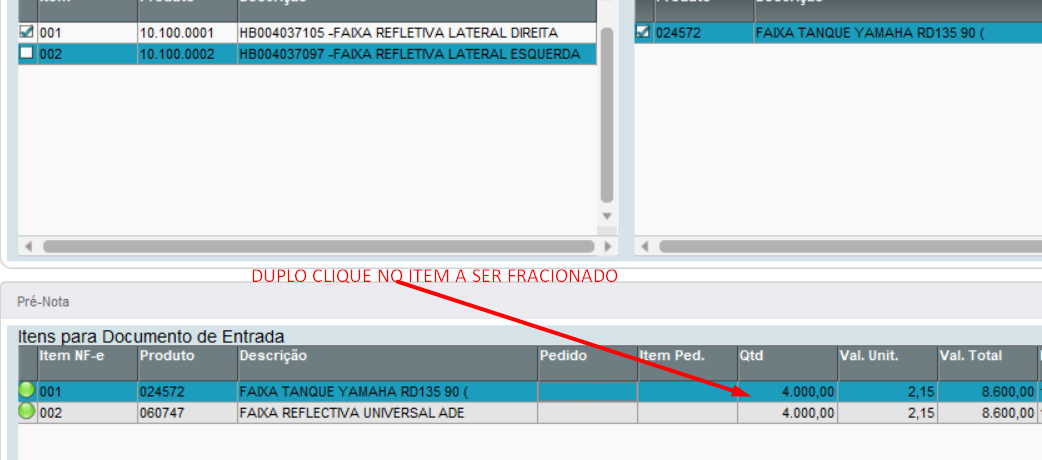 Item Produto Descrição
001 10.100.0001 HB004037105 -FAIXA REFLETIVA LATERAL DIREITA
002 10.100.0002 HB004037097 -FAIXA REFLETIVA LATERAL ESQUERDA
Produto Descrição
024572 FAIXA TANQUE YAMAHA RD135 90 (
DUPLO CLIQUE NO ITEM A SER FRACIONADO
Pré-Nota
Itens para Documento de Entrada
Item NF-e Produto Descrição Pedido Item Ped. Qtd Val. Unit. Val. Total
001 024572 FAIXA TANQUE YAMAHA RD135 90 ( 4.000,00 2,15 8.600,00
002 060747 FAIXA REFLECTIVA UNIVERSAL ADE 4.000,00 2,15 8.600,00